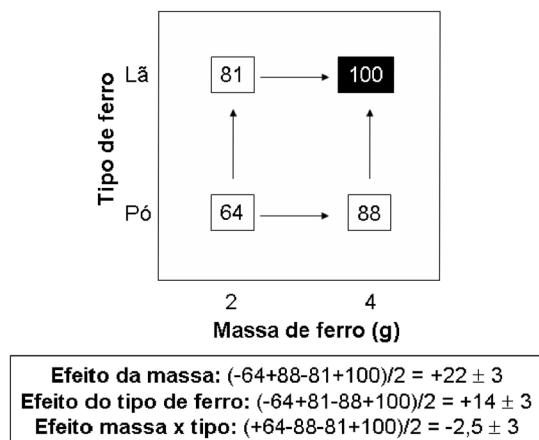 Tipo de ferro
Lã
81
100
Pó
64
88
2
4
Massa de ferro (g)
Efeito da massa: (-64+88-81+100)/2 = +22 ± 3
Efeito do tipo de ferro: (-64+81-88+100)/2 = +14 ± 3
Efeito massa x tipo: (+64-88-81+100)/2 = -2,5 ± 3